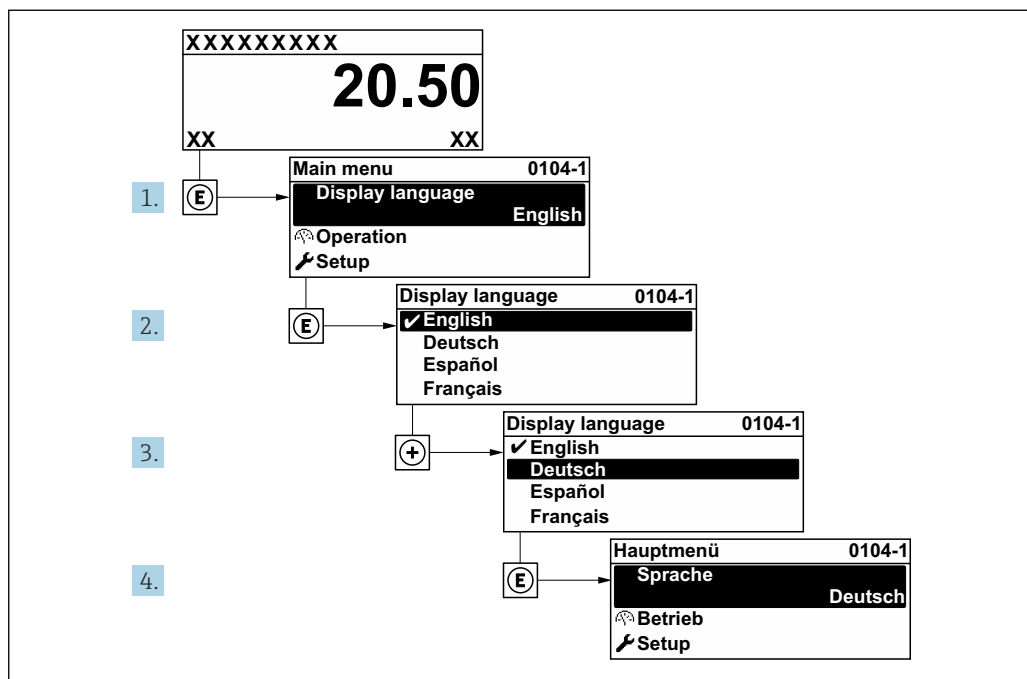 XXXXXXXXX
20.50
XX XX
1.
E
Main menu 0104-1
Display language
English
Operation
Setup
2.
E
Display language 0104-1
✔English
Deutsch
Español
Français
3.
+
Display language 0104-1
✔English
Deutsch
Español
Français
4.
E
Hauptmenü 0104-1
Sprache
Deutsch
Betrieb
Setup